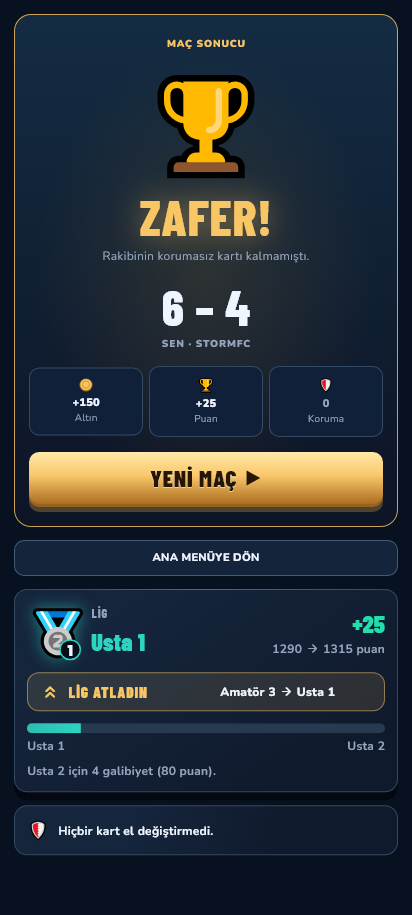 MAÇ SONUCU
ZAFER!
Rakibinin korumasız kartı kalmamıştı.
6 – 4
SEN · STORMFC
+150
Altın
+25
Puan
0
Koruma
YENİ MAÇ ▶
ANA MENÜYE DÖN
2
1
LİG
Usta 1
+25
1290 → 1315 puan
LİG ATLADIN
Amatör 3 → Usta 1
Usta 1
Usta 2
Usta 2 için 4 galibiyet (80 puan).
Hiçbir kart el değiştirmedi.